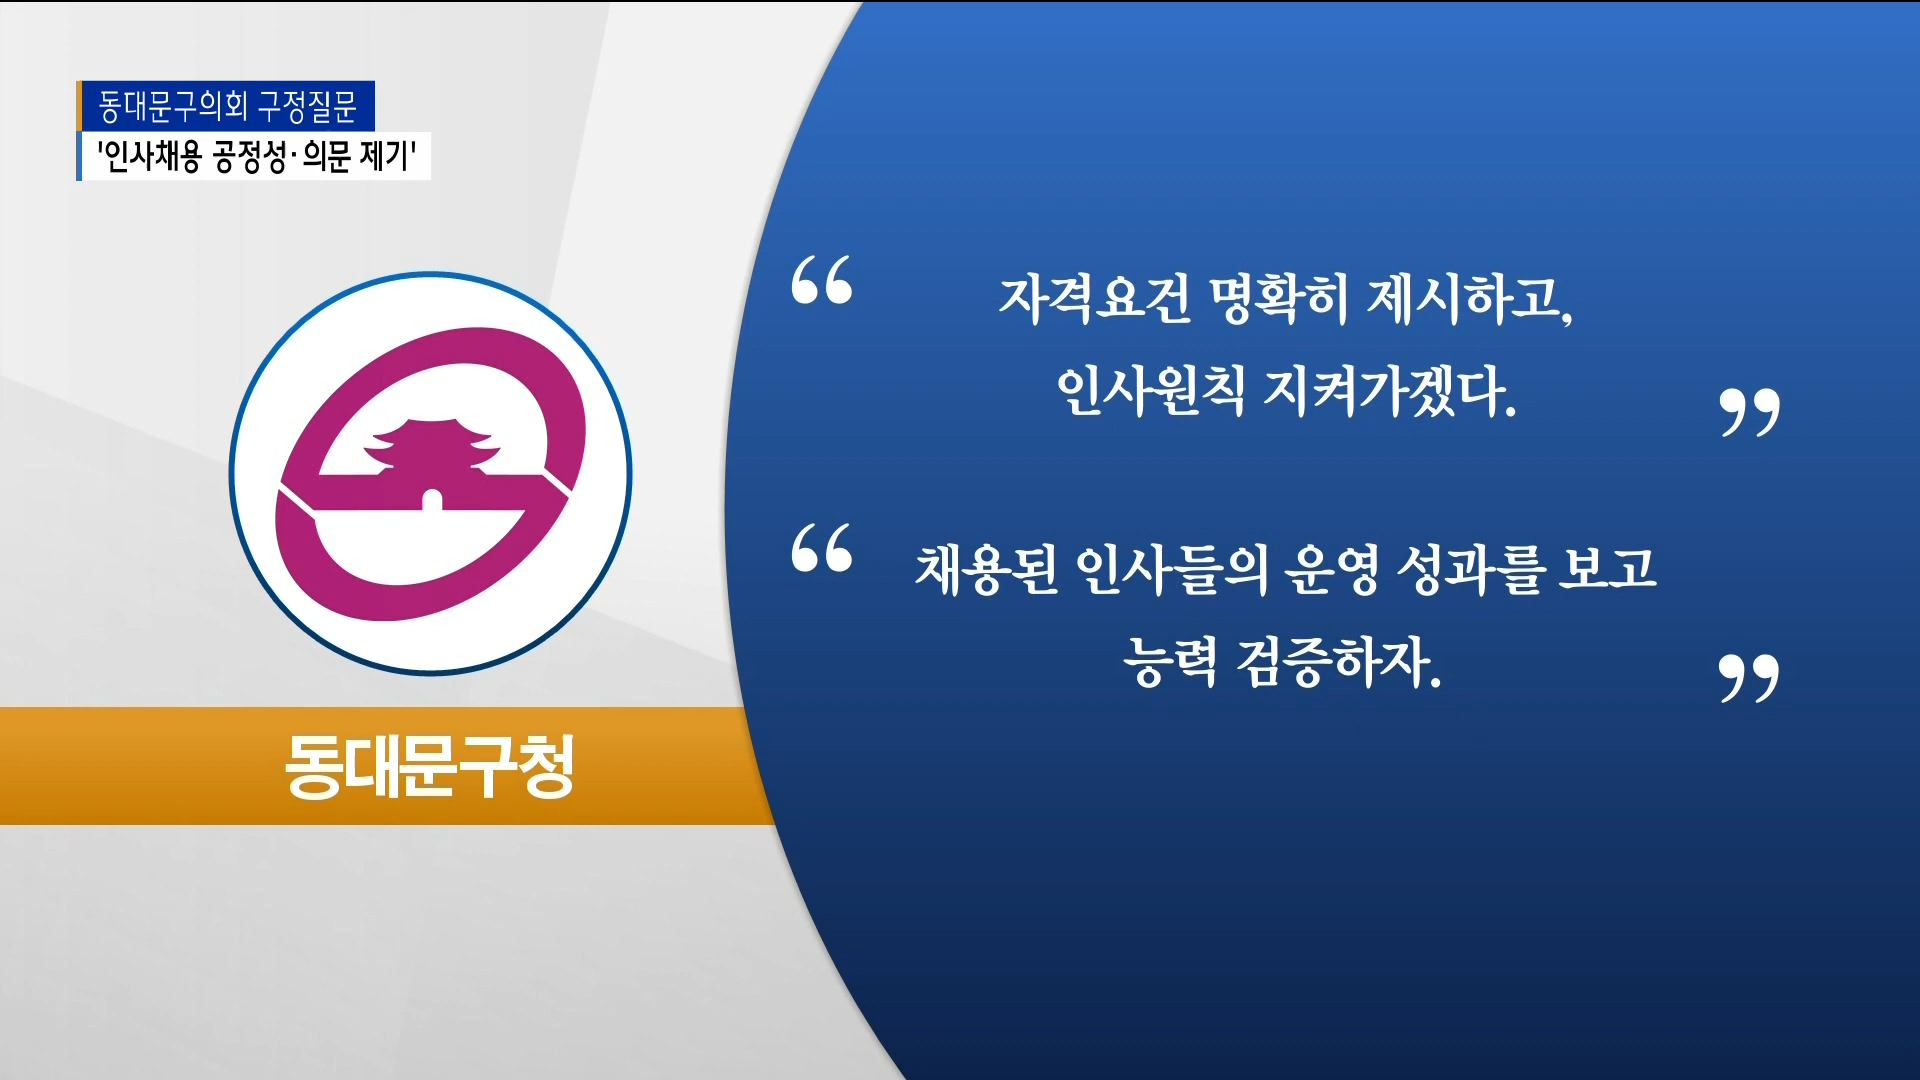 동대문구의회 구정질문
'인사채용 공정성·의문 제기'
“ 자격요건 명확히 제시하고,
인사원칙 지켜가겠다. ”
“ 채용된 인사들의 운영 성과를 보고
능력 검증하자. ”
동대문구청